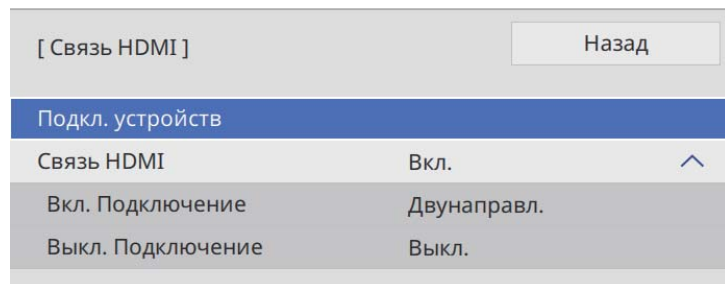 [ Связь HDMI ] Назад
Подкл. устройств
Связь HDMI Вкл.
Вкл. Подключение Двунаправл.
Выкл. Подключение Выкл.